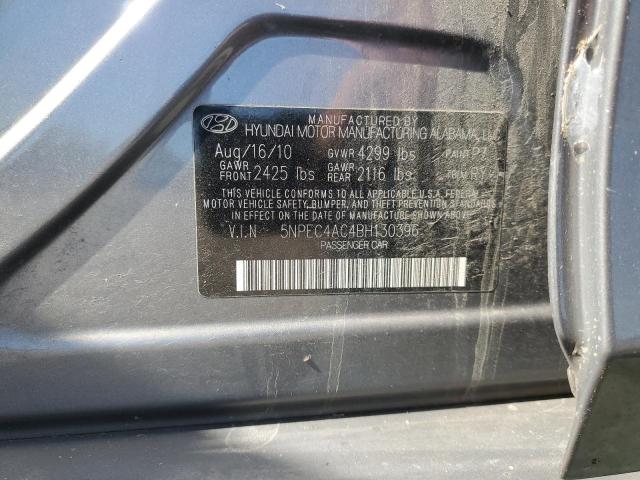 MANUFACTURED BY
HYUNDAI MOTOR MANUFACTURING ALABAMA, LLC
Aug/16/10 GVWR 4299 lbs PAINT
GAWR FRONT 2425 lbs GAWR REAR 2116 lbs TRIM
THIS VEHICLE CONFORMS TO ALL APPLICABLE U.S.A. FEDERAL
MOTOR VEHICLE SAFETY, BUMPER, AND THEFT PREVENTION
STANDARDS IN EFFECT ON THE DATE OF MANUFACTURE SHOWN ABOVE.
V.I.N 5NPEC4AC4BH130396
PASSENGER CAR